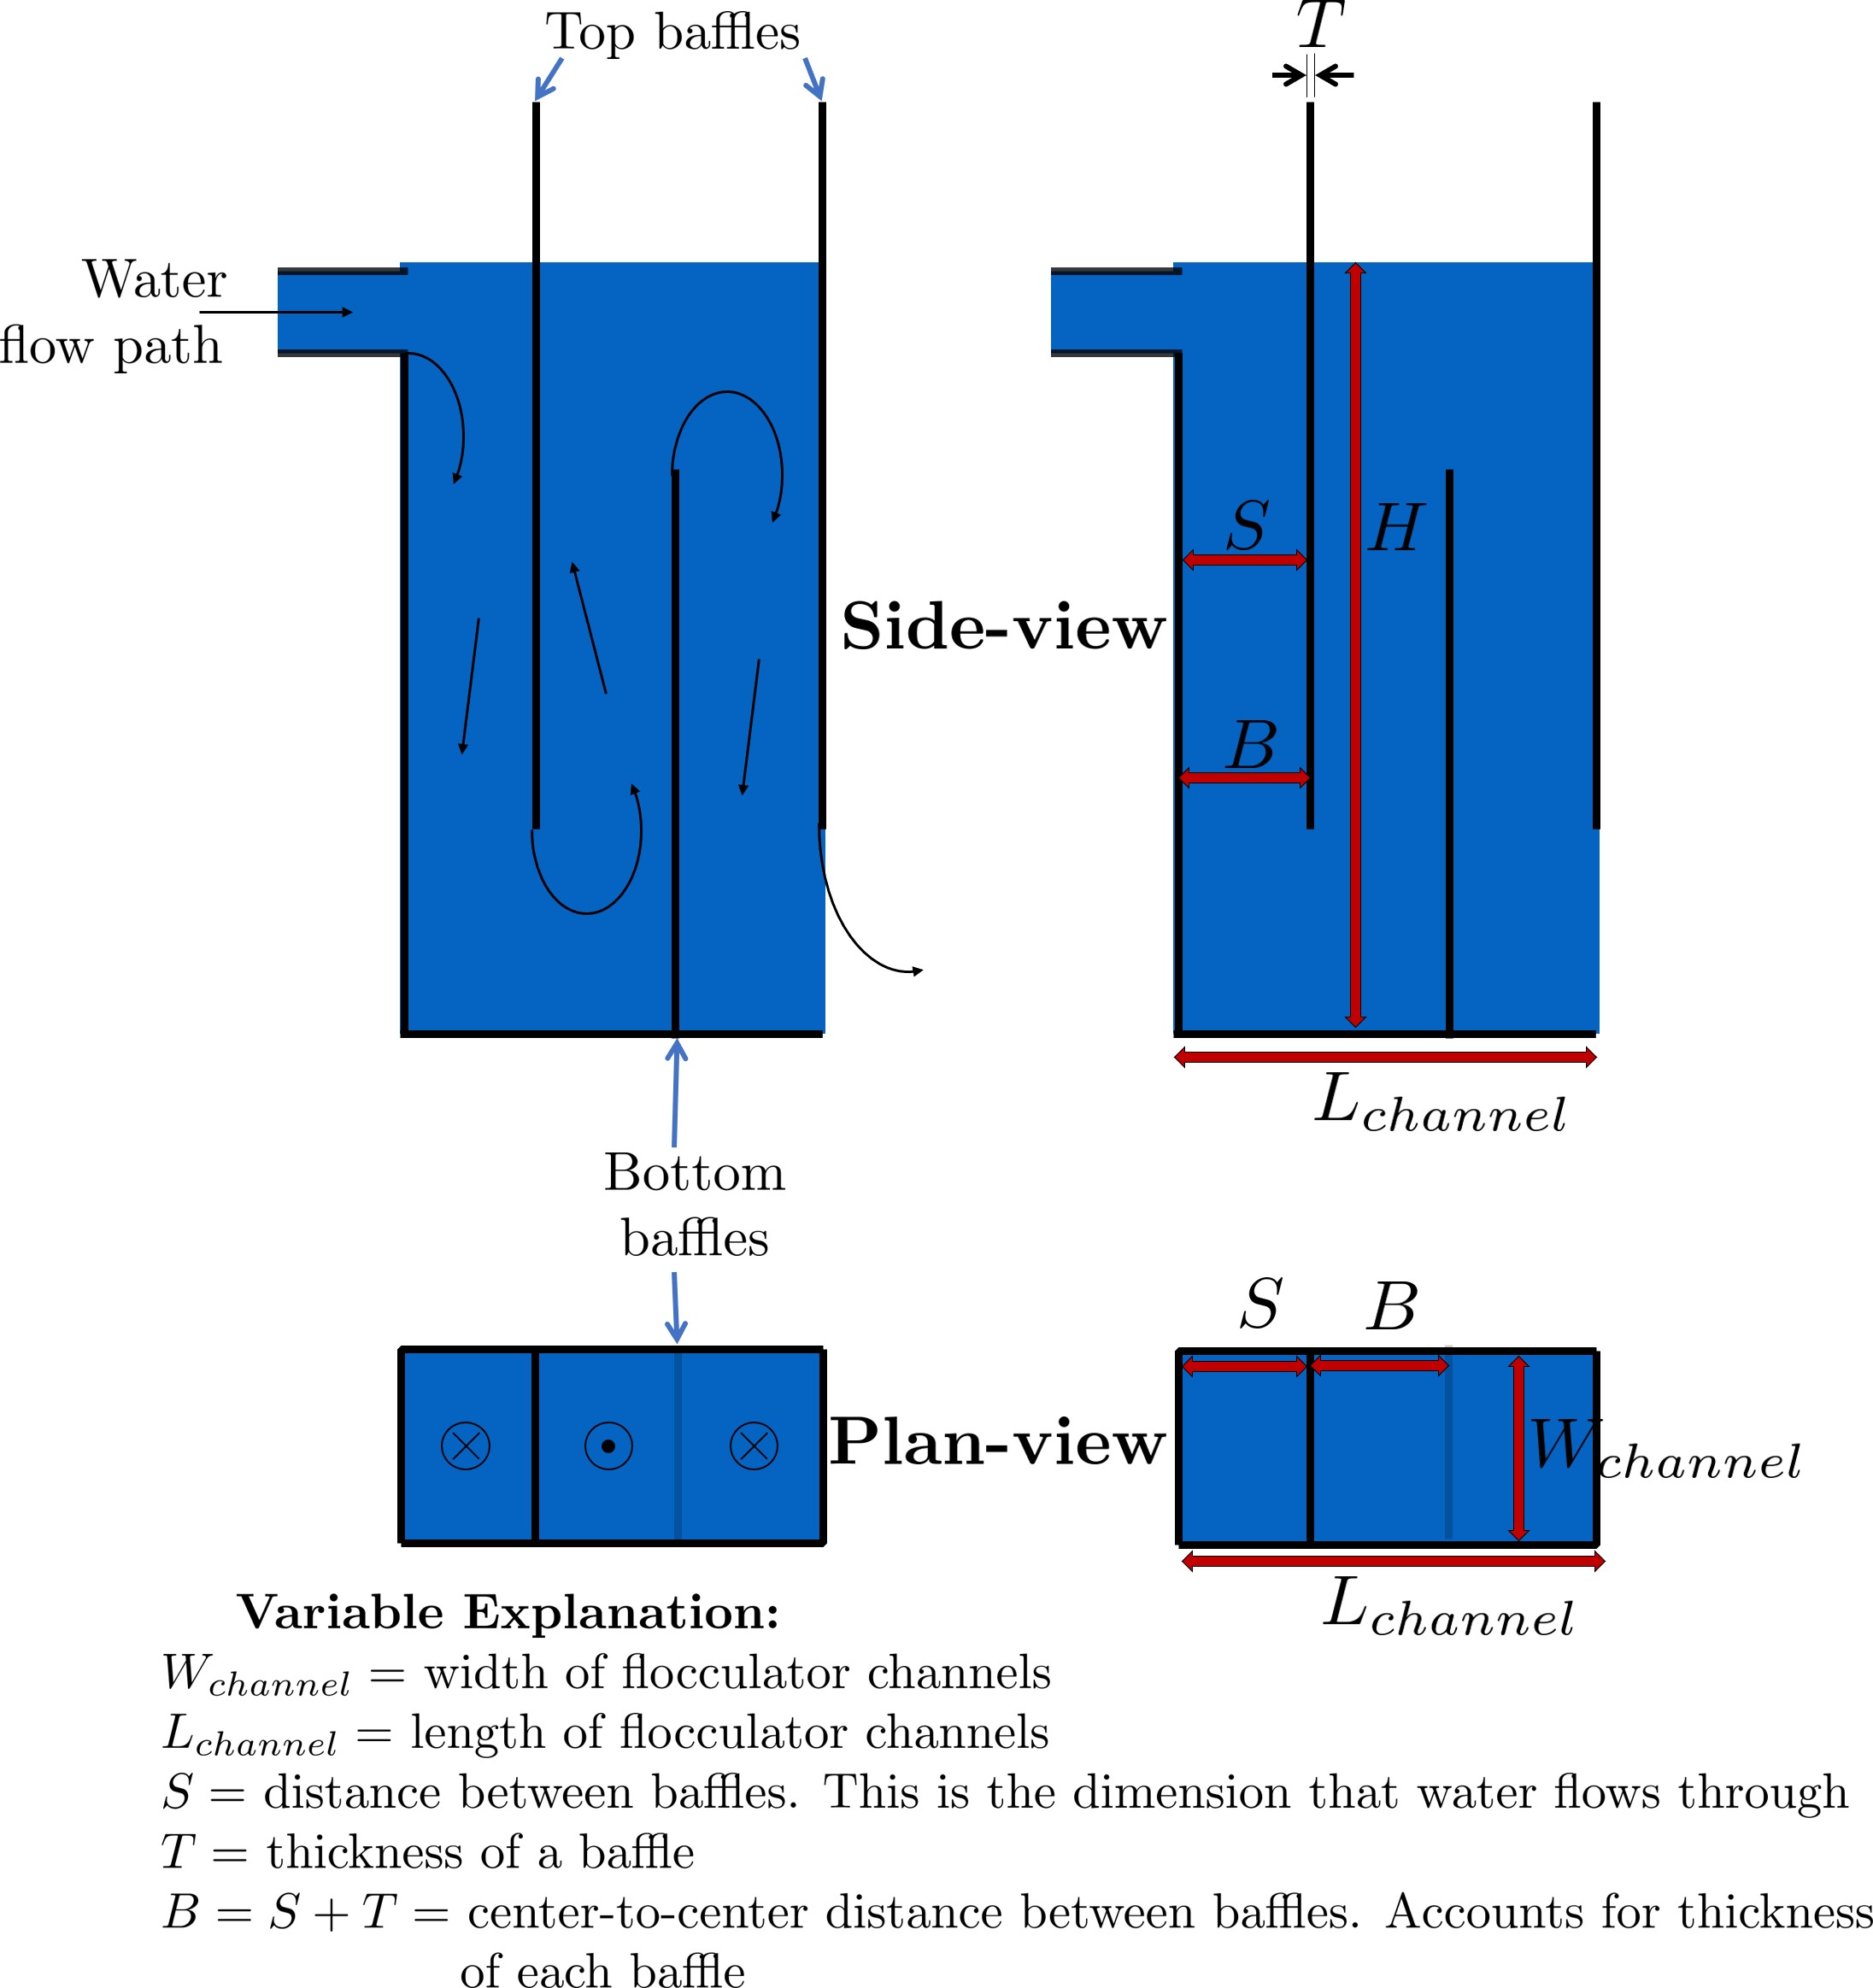 Top baffles
T
Water
flow path
S
H
Side-view
B
L_{channel}
Bottom
baffles
S
B
Plan-view
W_{channel}
L_{channel}
Variable Explanation:
W_{channel} = width of flocculator channels
L_{channel} = length of flocculator channels
S = distance between baffles. This is the dimension that water flows through
T = thickness of a baffle
B = S + T = center-to-center distance between baffles. Accounts for thickness
of each baffle